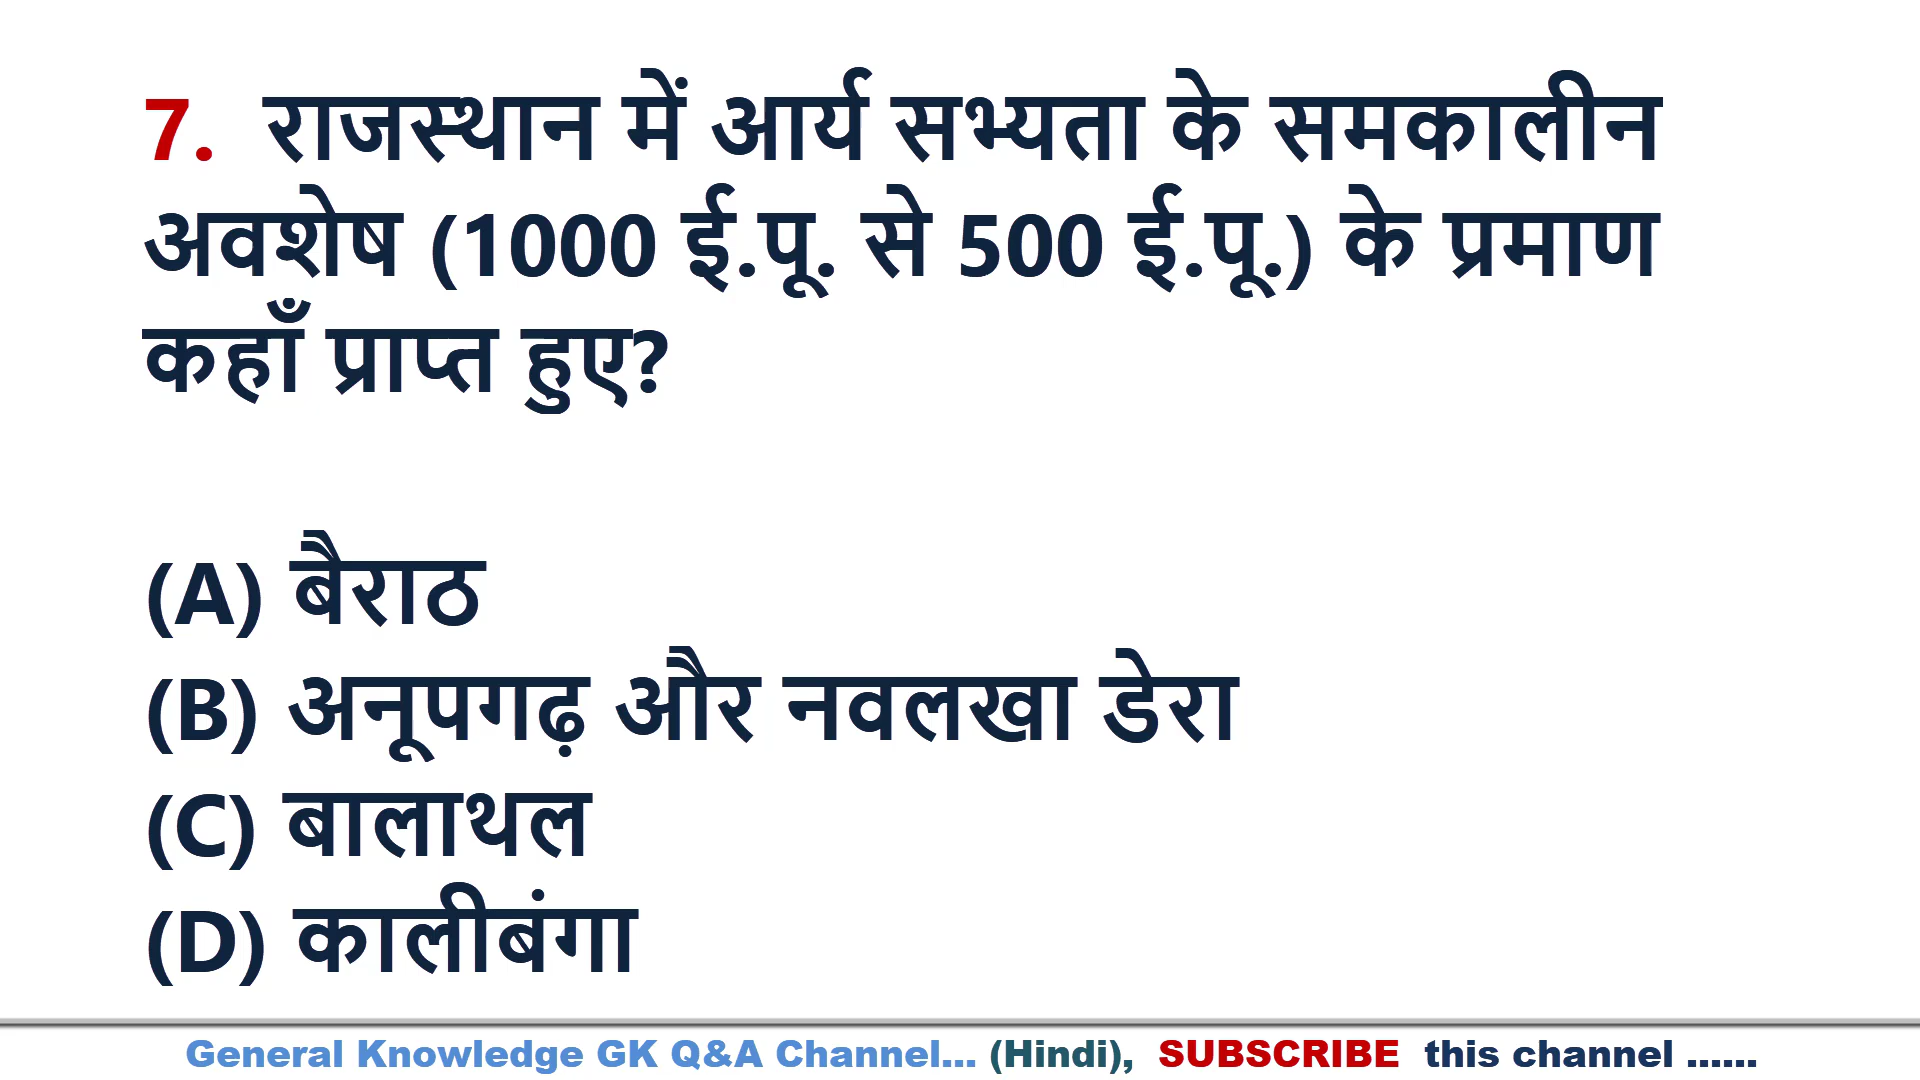 7. राजस्थान में आर्य सभ्यता के समकालीन
अवशेष (1000 ई.पू. से 500 ई.पू.) के प्रमाण
कहाँ प्राप्त हुए?
(A) बैराठ
(B) अनूपगढ़ और नवलखा डेरा
(C) बालाथल
(D) कालीबंगा
General Knowledge GK Q&A Channel... (Hindi), SUBSCRIBE this channel ......